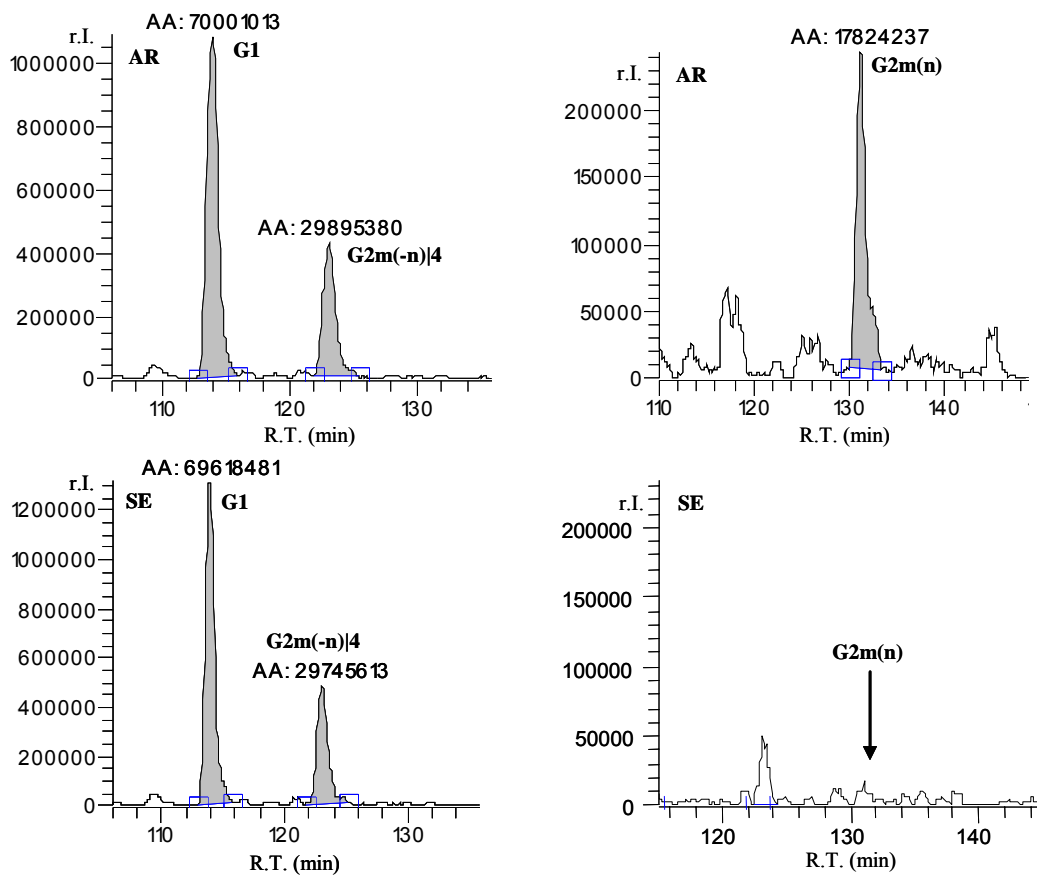 AA: 70001013
r.I.
AR
G1
1000000
800000
AA: 29895380
G2m(-n)|4
600000
400000
200000
0
110
120
130
R.T. (min)
AA: 17824237
r.I.
AR
G2m(n)
200000
150000
100000
50000
0
110
120
130
140
R.T. (min)
AA: 69618481
r.I.
SE
G1
1200000
1000000
800000
G2m(-n)|4
AA: 29745613
600000
400000
200000
0
110
120
130
R.T. (min)
r.I.
SE
200000
150000
G2m(n)
100000
50000
0
120
130
140
R.T. (min)